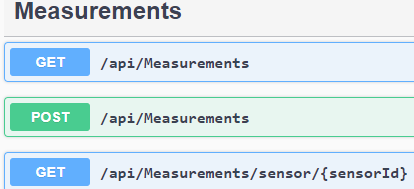 Measurements
GET /api/Measurements
POST /api/Measurements
GET /api/Measurements/sensor/{sensorId}